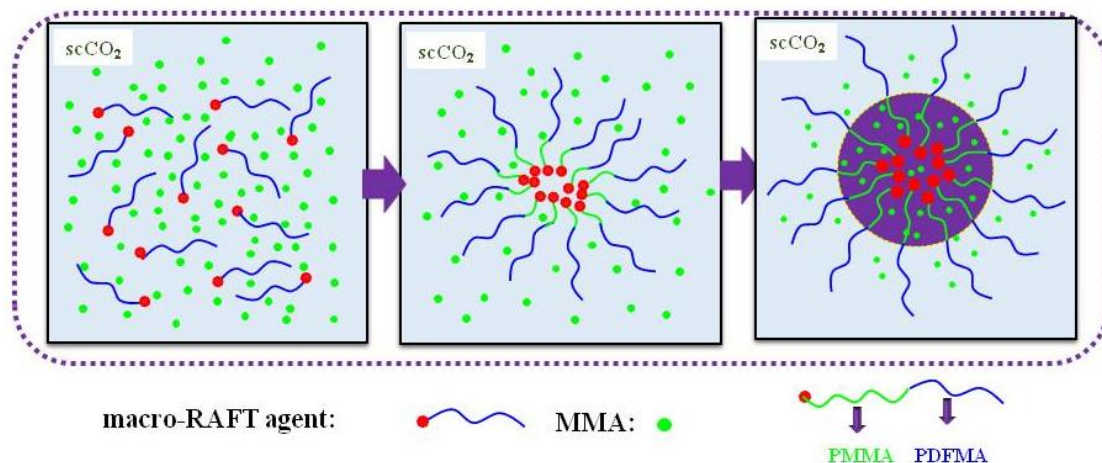 scCO₂
scCO₂
scCO₂
macro-RAFT agent:
MMA:
PMMA PDFMA